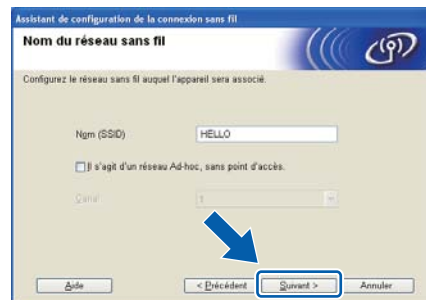 Assistant de configuration de la connexion sans fil
Nom du réseau sans fil
Configurez le réseau sans fil auquel l'appareil sera associé.
Nom (SSID)
HELLO
Il s'agit d'un réseau Ad-hoc, sans point d'accès.
Canal
1
Aide
< Précédent
Suivant >
Annuler